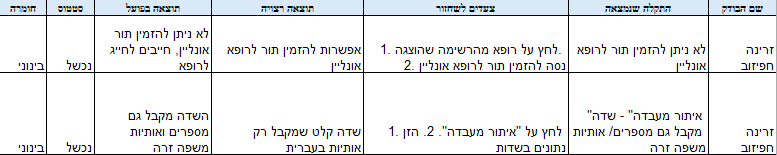 שם הבודק
התקלה שנמצאה
צעדים לשחזור
תוצאה רצויה
תוצאה בפועל
סטטוס
חומרה
זרינה
חפיזוב
לא ניתן להזמין תור לרופא
אונליין
1. לחץ על רופא מהרשימה שהוצגה.
2. נסה להזמין תור לרופא אונליין
אפשרות להזמין תור לרופא
אונליין
לא ניתן להזמין תור
אונליין, חייבים לחייג
לרופא
נכשל
בינוני
זרינה
חפיזוב
"איתור מעבדה" - שדה
מקבל גם מספרים/ אותיות
משפה זרה
1. לחץ על "איתור מעבדה". 2. הזן
נתונים בשדות
שדה קלט שמקבל רק
אותיות בעברית
השדה מקבל גם
מספרים ואותיות
משפה זרה
נכשל
בינוני